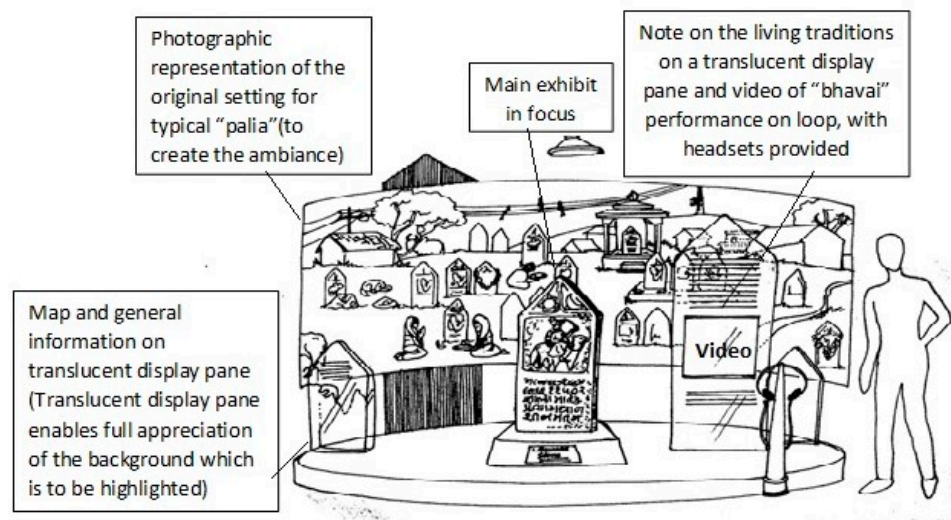 Photographic
representation of the
original setting for
typical “palia”(to
create the ambiance)
Main exhibit
in focus
Note on the living traditions
on a translucent display
pane and video of “bhavai”
performance on loop, with
headsets provided
Map and general
information on
translucent display pane
(Translucent display pane
enables full appreciation
of the background which
is to be highlighted)
Video